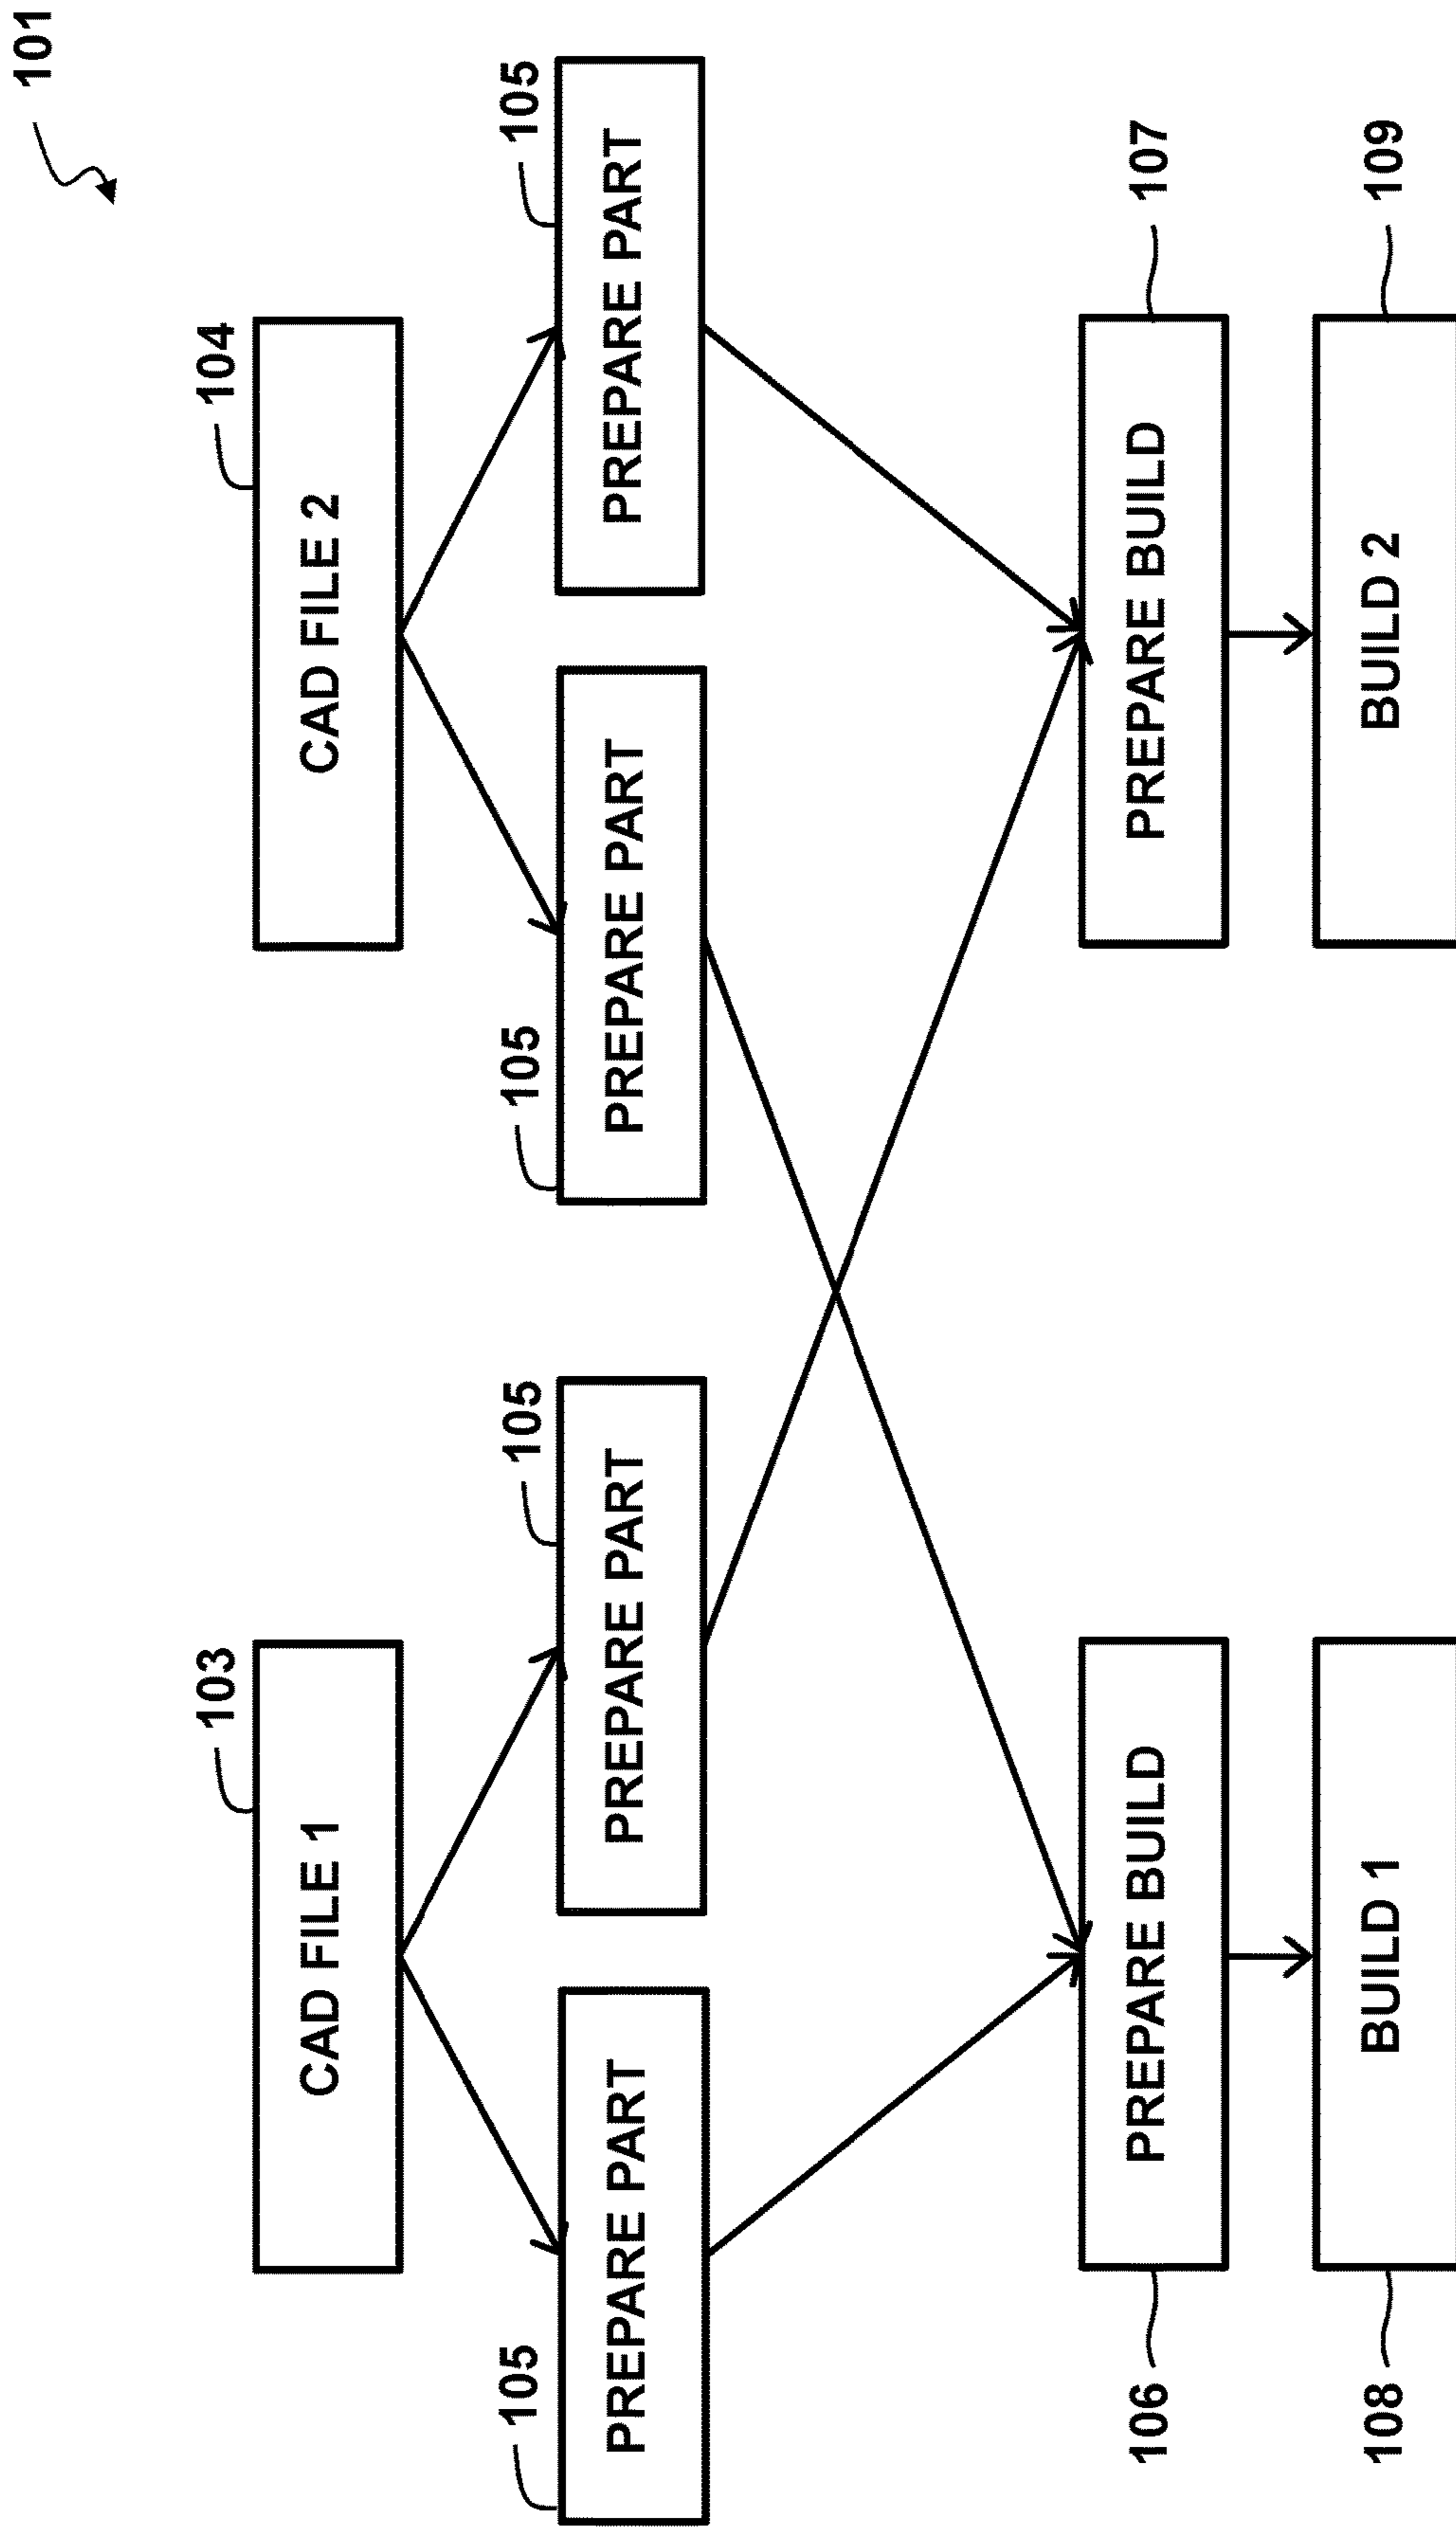 101
103
104
CAD FILE 1
CAD FILE 2
105
105
105
105
PREPARE PART
PREPARE PART
PREPARE PART
PREPARE PART
106
PREPARE BUILD
PREPARE BUILD
107
108
BUILD 1
BUILD 2
109